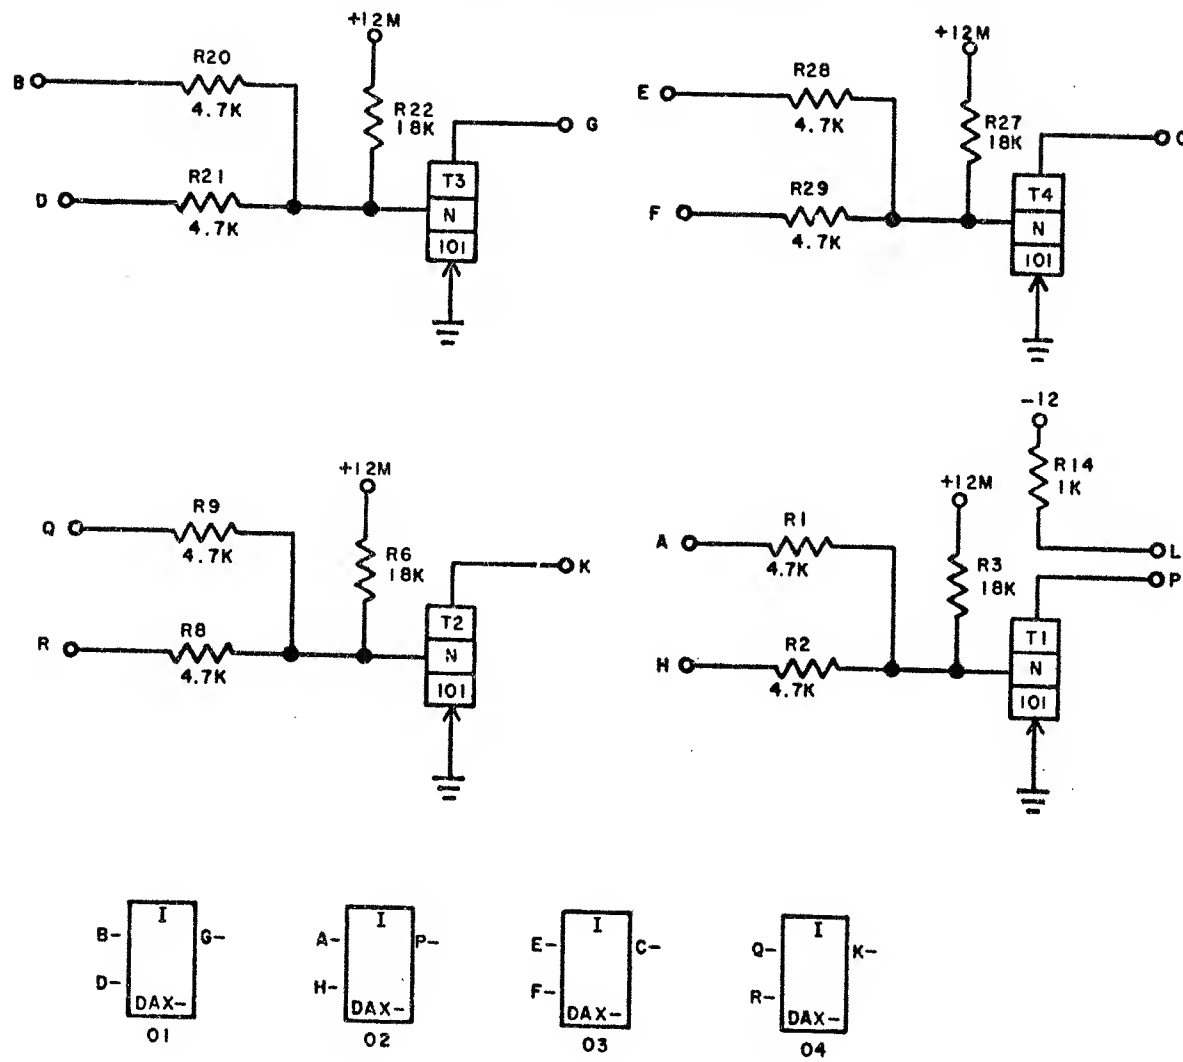 +12M
R20
B
4.7K
R22
18K
G
R21
D
4.7K
T3
N
101
+12M
R28
E
4.7K
R27
18K
R29
F
4.7K
T4
N
101
+12M
R9
Q
4.7K
R6
18K
K
R8
R
4.7K
T2
N
101
-12
R14
1K
+12M
R1
A
4.7K
R3
18K
L
P
R2
H
4.7K
T1
N
101
I
B-
G-
D-
DAX-
01
I
A-
P-
H-
DAX-
02
I
E-
C-
F-
DAX-
03
I
Q-
K-
R-
DAX-
04